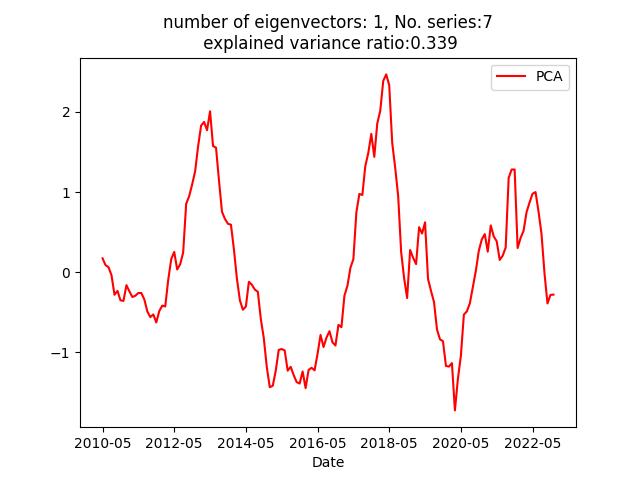 number of eigenvectors: 1, No. series:7
explained variance ratio:0.339
PCA
2
1
0
−1
2010-05 2012-05 2014-05 2016-05 2018-05 2020-05 2022-05
Date